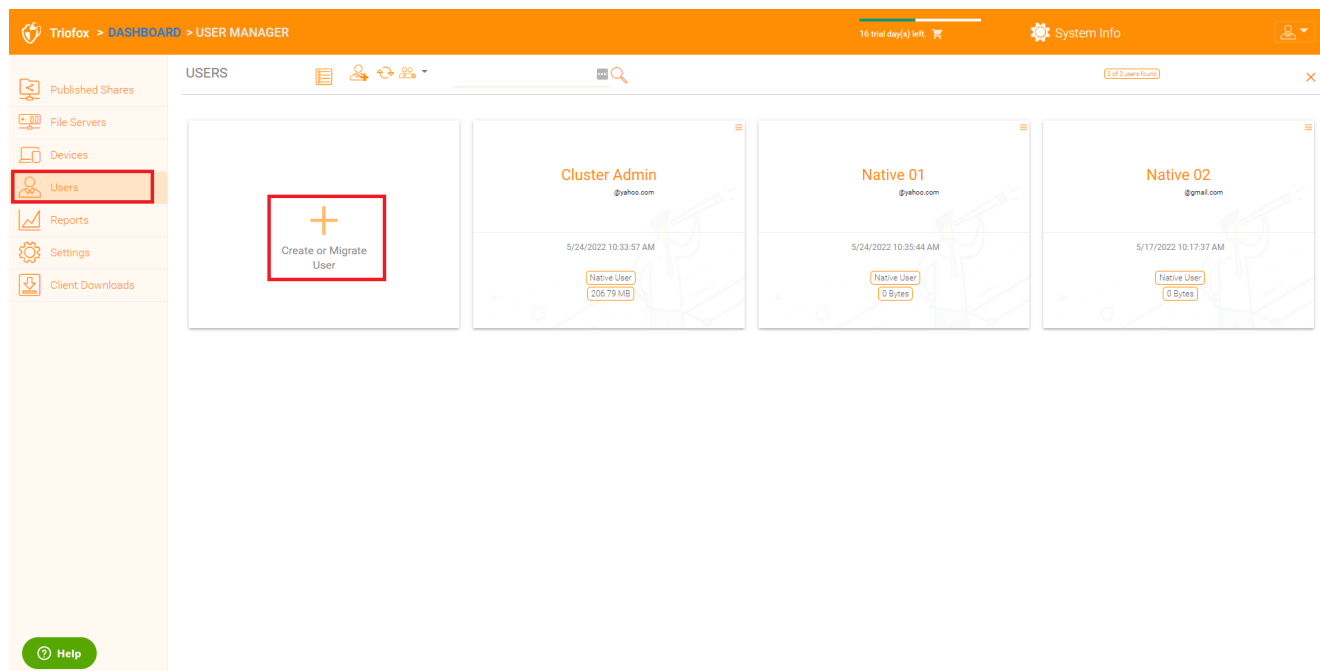 Triofox > DASHBOARD > USER MANAGER
16 trial day(s) left.
System Info
Published Shares
File Servers
Devices
Users
Reports
Settings
Client Downloads
Help
USERS
3 of 3 users found
Create or Migrate
User
Cluster Admin
@yahoo.com
5/24/2022 10:33:57 AM
Native User
206.79 MB
Native 01
@yahoo.com
5/24/2022 10:35:44 AM
Native User
0 Bytes
Native 02
@gmail.com
5/17/2022 10:17:37 AM
Native User
0 Bytes